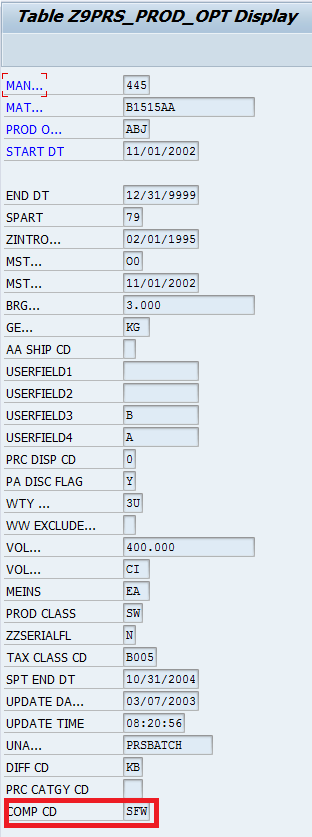 Table Z9PRS_PROD_OPT Display
MAN... 445
MAT... B1515AA
PROD O... ABJ
START DT 11/01/2002
END DT 12/31/9999
SPART 79
ZINTRO... 02/01/1995
MST... O0
MST... 11/01/2002
BRG... 3.000
GE... KG
AA SHIP CD
USERFIELD1
USERFIELD2
USERFIELD3 B
USERFIELD4 A
PRC DISP CD 0
PA DISC FLAG Y
WTY ... 3U
WW EXCLUDE...
VOL... 400.000
VOL... CI
MEINS EA
PROD CLASS SW
ZZSERIALFL N
TAX CLASS CD B005
SPT END DT 10/31/2004
UPDATE DA... 03/07/2003
UPDATE TIME 08:20:56
UNA... PRSBATCH
DIFF CD KB
PRC CATGY CD
COMP CD SFW